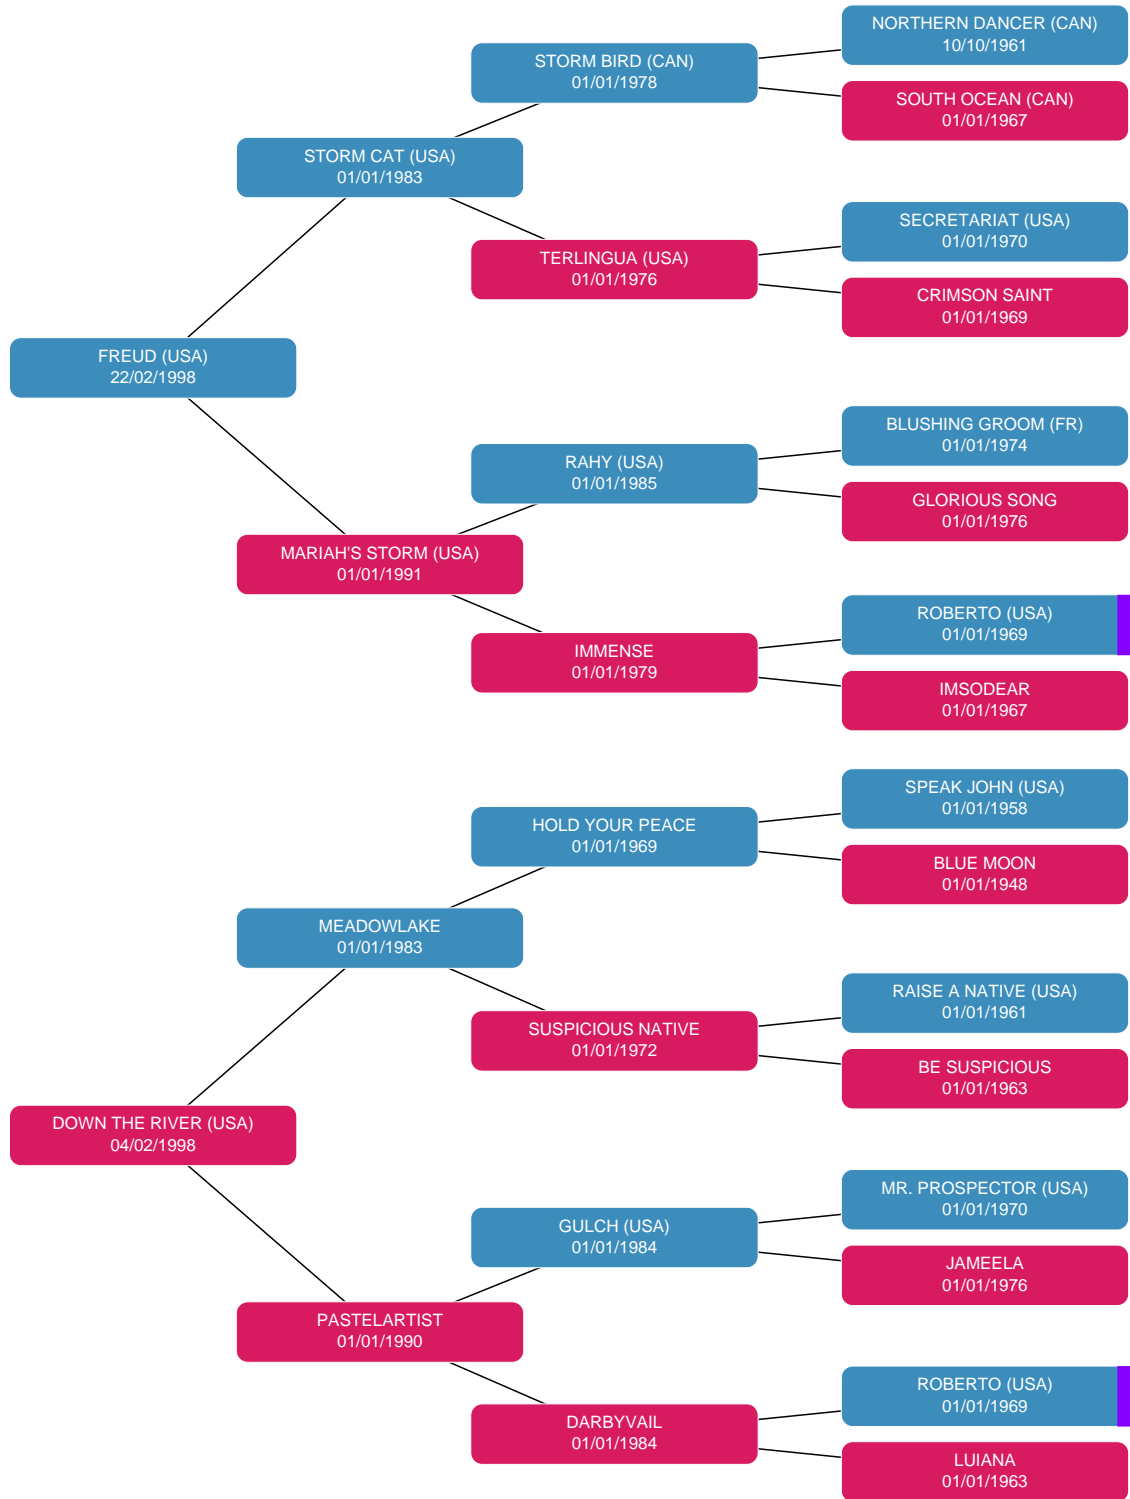 NORTHERN DANCER (CAN)
10/10/1961
STORM BIRD (CAN)
01/01/1978
SOUTH OCEAN (CAN)
01/01/1967
STORM CAT (USA)
01/01/1983
SECRETARIAT (USA)
01/01/1970
TERLINGUA (USA)
01/01/1976
CRIMSON SAINT
01/01/1969
FREUD (USA)
22/02/1998
BLUSHING GROOM (FR)
01/01/1974
RAHY (USA)
01/01/1985
GLORIOUS SONG
01/01/1976
MARIAH'S STORM (USA)
01/01/1991
ROBERTO (USA)
01/01/1969
IMMENSE
01/01/1979
IMSODEAR
01/01/1967
SPEAK JOHN (USA)
01/01/1958
HOLD YOUR PEACE
01/01/1969
BLUE MOON
01/01/1948
MEADOWLAKE
01/01/1983
RAISE A NATIVE (USA)
01/01/1961
SUSPICIOUS NATIVE
01/01/1972
BE SUSPICIOUS
01/01/1963
DOWN THE RIVER (USA)
04/02/1998
MR. PROSPECTOR (USA)
01/01/1970
GULCH (USA)
01/01/1984
JAMEELA
01/01/1976
PASTELARTIST
01/01/1990
ROBERTO (USA)
01/01/1969
DARBYVAIL
01/01/1984
LUIANA
01/01/1963